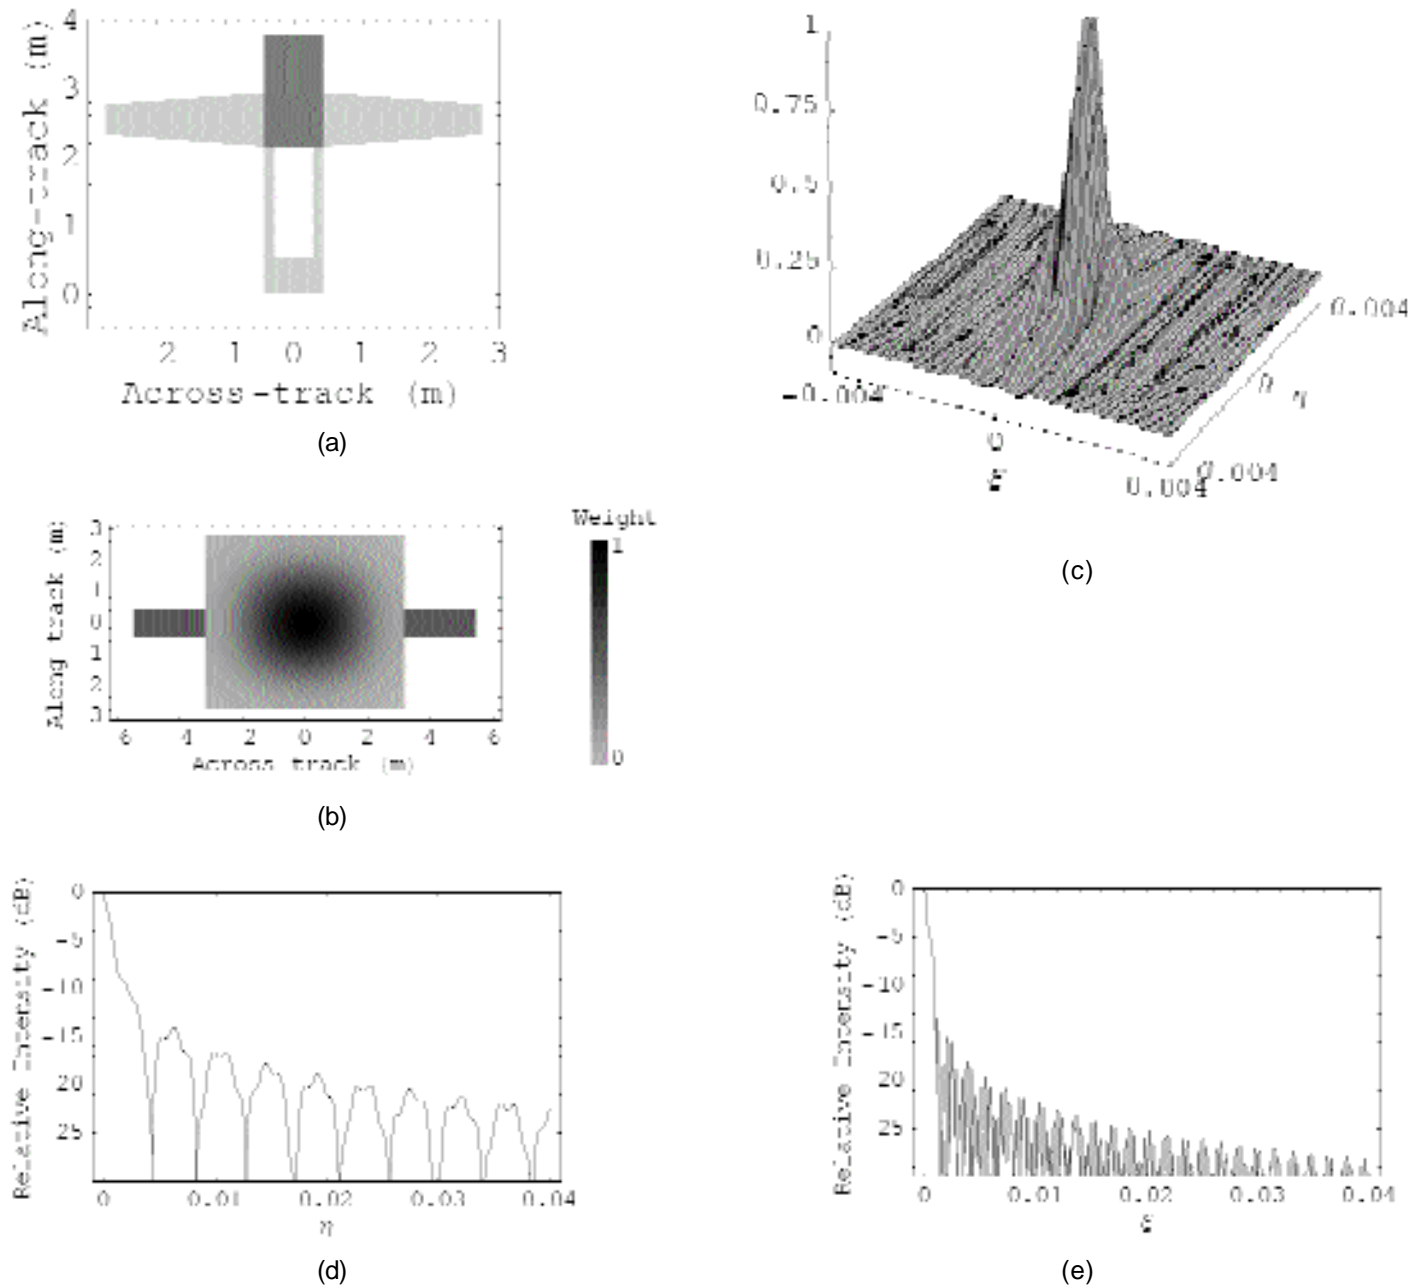 4
3
2
1
0
Along-track (m)
2 1 0 1 2 3
Across-track (m)
(a)
1
0.75
0.5
0.25
0
-0.004
0
0.004
ξ
0.004
0 η
0.004
(c)
3
2
1
0
1
2
3
Along track (m)
6 4 2 0 2 4 6
Across track (m)
(b)
Weight
1
0
0
-5
-10
-15
20
25
Relative Intensity (dB)
0 0.01 0.02 0.03 0.04
η
(d)
0
-5
-10
-15
20
25
Relative Intensity (dB)
0 0.01 0.02 0.03 0.04
ξ
(e)